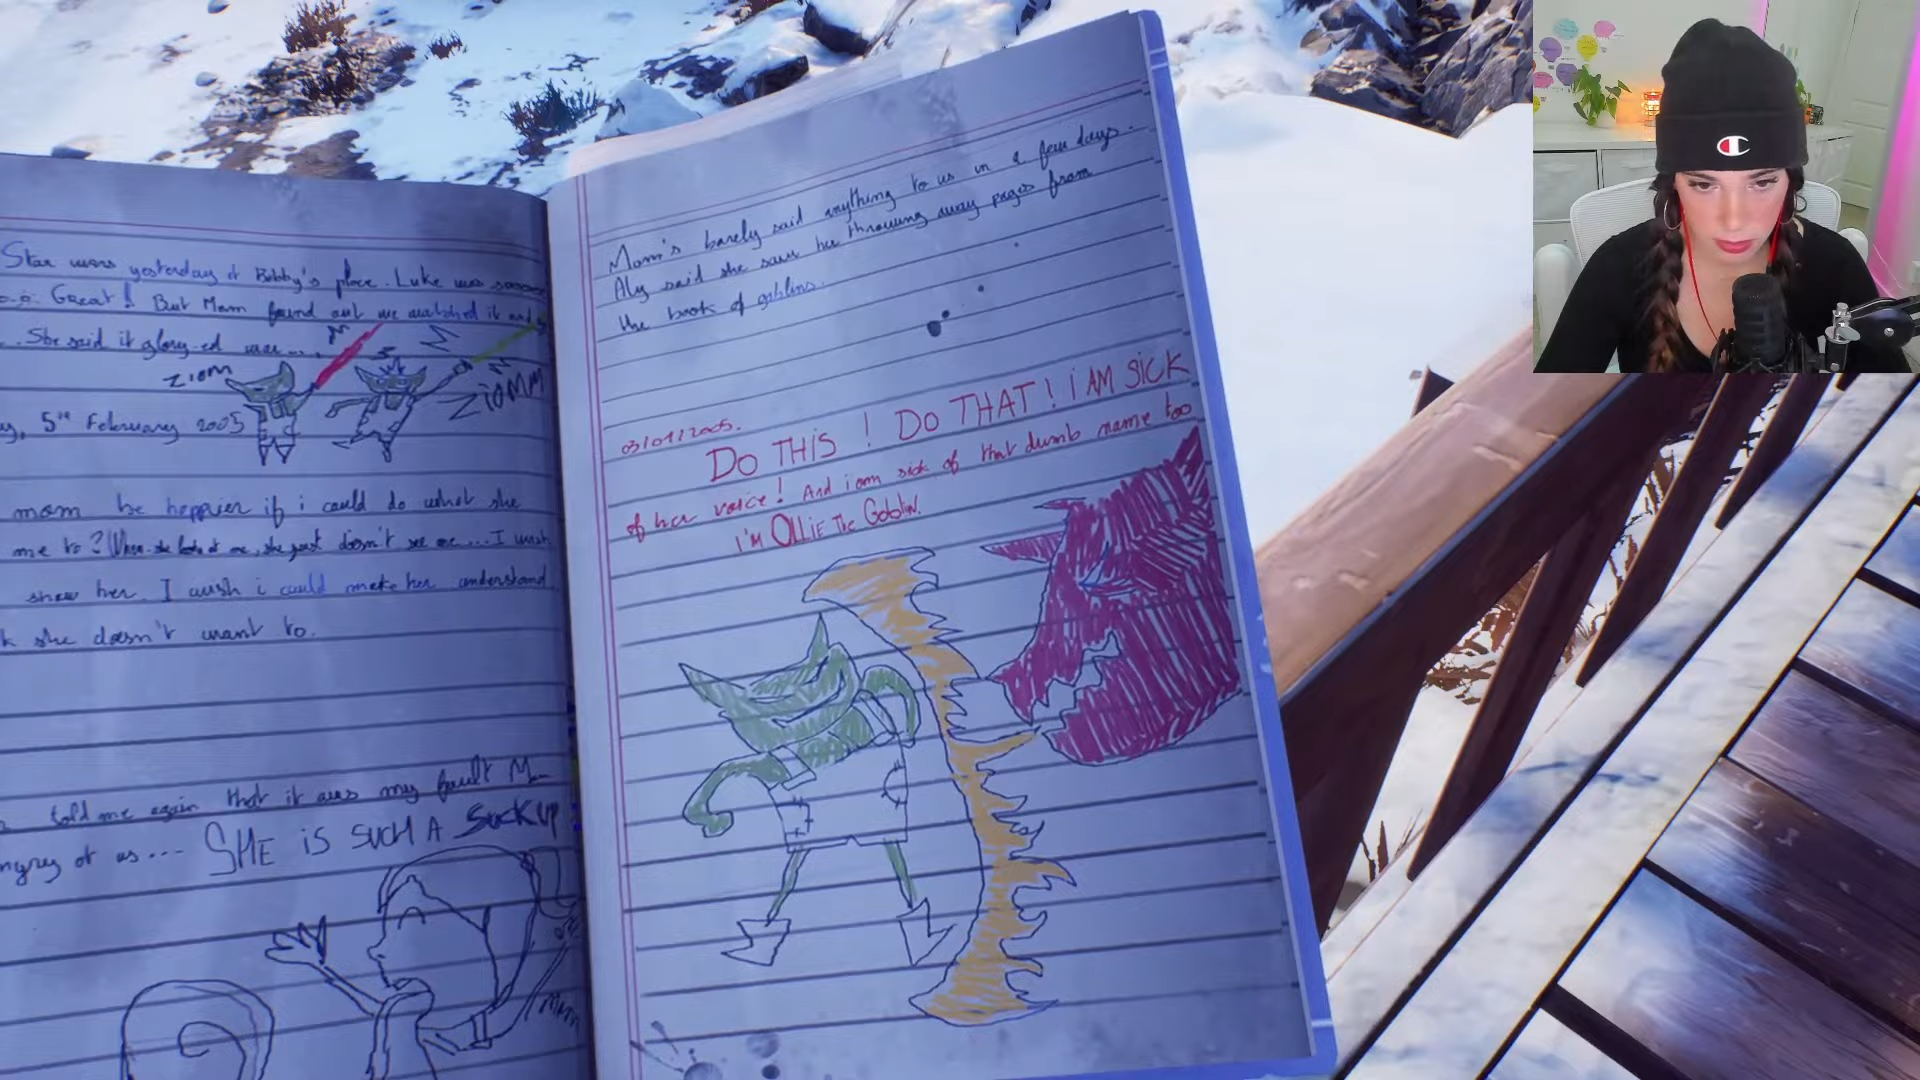 Star wars yesterday at Bobby's place. Luke was soooo
Great! But Mom found out we watched it and
She said it glory-ed war...
ZIOM
ZIOMM
5th February 2005
mom be happier if i could do what she
me to? When she looks at me, she just doesn't see me... I wish
show her. I wish i could make her understand
she doesn't want to.
told me again that it was my fault M
angry at us... SHE IS SUCH A SUCK UP
Mom's barely said anything to us in a few days.
Aly said she saw her throwing away pages from
the book of goblins.
03/01/2005.
DO THIS! DO THAT! I AM SICK
of her voice! And i am sick of that dumb name too
I'M OLLIE The Goblin.